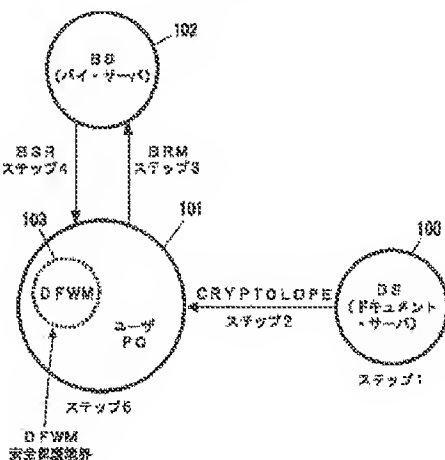 102
BS
(バイ・サーバ)
BSR
ステップ4
BRM
ステップ3
103
101
100
DFWM
ユーザ
PC
CRYPTOLOPE
ステップ2
DS
(ドキュメント
・サーバ)
ステップ1
ステップ5
DFWM
安全保護境界